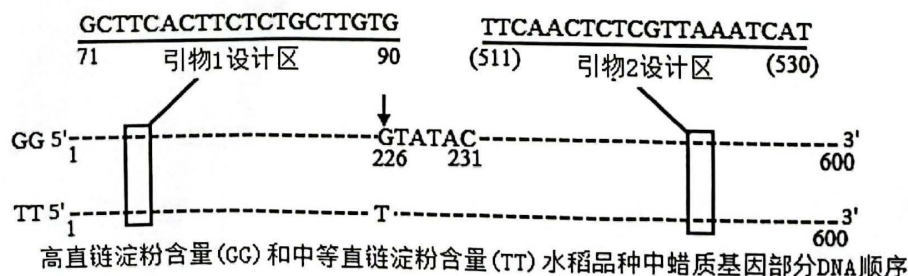 GCTTCACTTCTCTGCTTGTG TTCAACTCTCGTTAAATCAT
71 引物1设计区 90 (511) 引物2设计区 (530)
GG 5' GTATAC 3'
1 226 231 600
TT 5' T 3'
1 600
高直链淀粉含量(GG)和中等直链淀粉含量(TT)水稻品种中蜡质基因部分DNA顺序